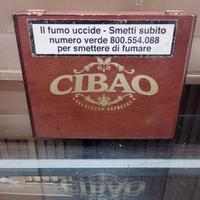 Il fumo uccide - Smetti subito
numero verde 800.554.088
per smettere di fumare
CIBAO
SELECCION ESPECIAL